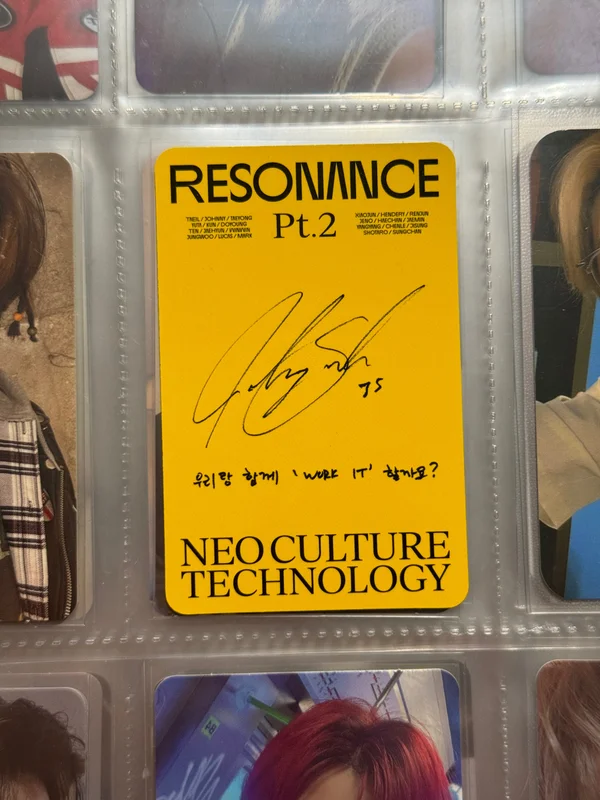 RESONANCE
Pt.2
TAEIL / JOHNNY / TAEYONG
YUTA / KUN / DOYOUNG
TEN / JAEHYUN / WINWIN
JUNGWOO / LUCAS / MARK
XIAOJUN / HENDERY / RENJUN
JENO / HAECHAN / JAEMIN
YANGYANG / CHENLE / JISUNG
SHOTARO / SUNGCHAN
JS
우리랑 함께 'WORK IT' 할까요?
NEO CULTURE
TECHNOLOGY